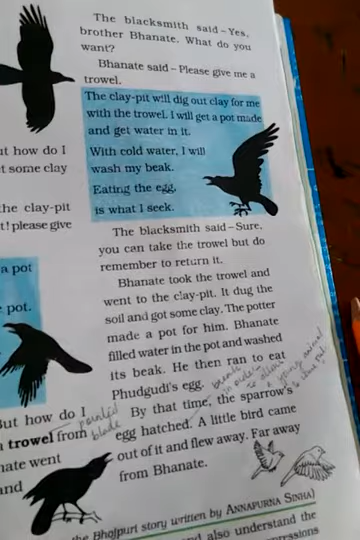 The blacksmith said – Yes,
brother Bhanate. What do you
want?
Bhanate said – Please give me a
trowel.
The clay-pit will dig out clay for me
with the trowel. I will get a pot made
and get water in it.
With cold water, I will
wash my beak.
Eating the egg,
is what I seek.
The blacksmith said – Sure,
you can take the trowel but do
remember to return it.
Bhanate took the trowel and
went to the clay-pit. It dug the
soil and got some clay. The potter
made a pot for him. Bhanate
filled water in the pot and washed
its beak. He then ran to eat
Phudgudi's egg.
By that time, the sparrow's
egg hatched. A little bird came
out of it and flew away. Far away
from Bhanate.
but how do I
et some clay
the clay-pit
t! please give
a pot
e pot.
But how do I
a trowel from
nate went
and
pointed
blade
the Bhojpuri story written by ANNAPURNA SINHA)
and also understand the